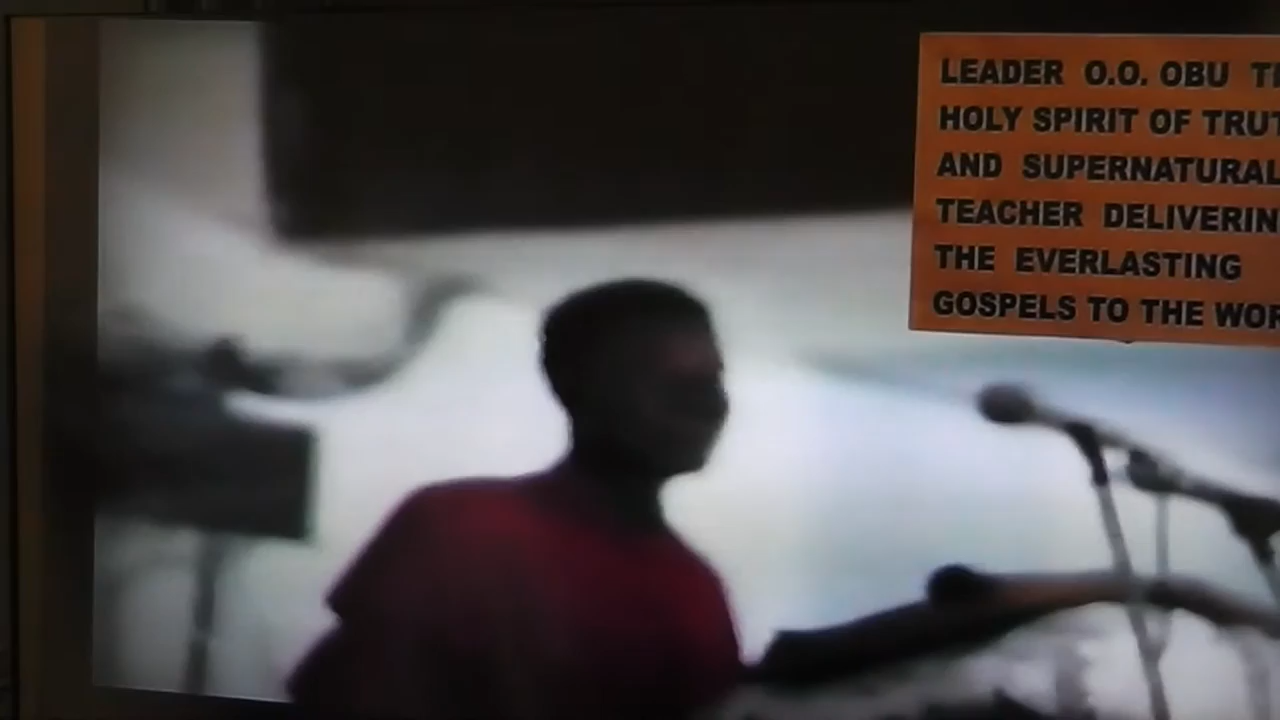 LEADER O.O. OBU
HOLY SPIRIT OF
AND SUPERNATURAL
TEACHER
THE EVERLASTING
GOSPELS TO THE